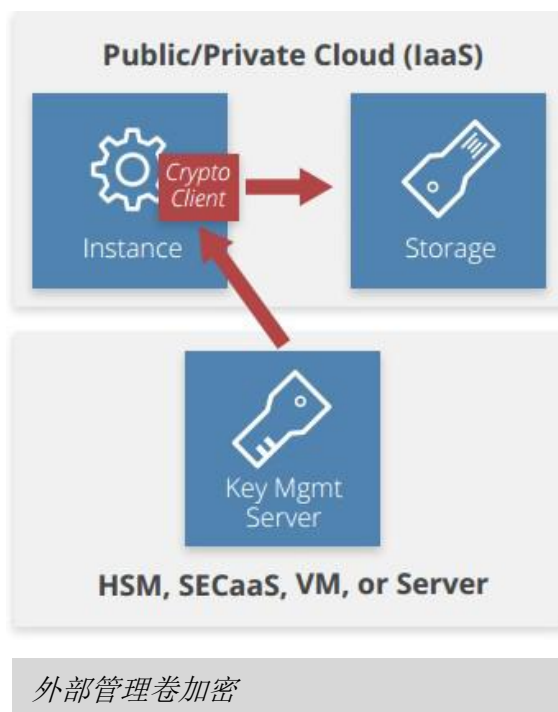 Public/Private Cloud (IaaS)
Crypto
Client
Instance
Storage
Key Mgmt
Server
HSM, SECaaS, VM, or Server
外部管理卷加密